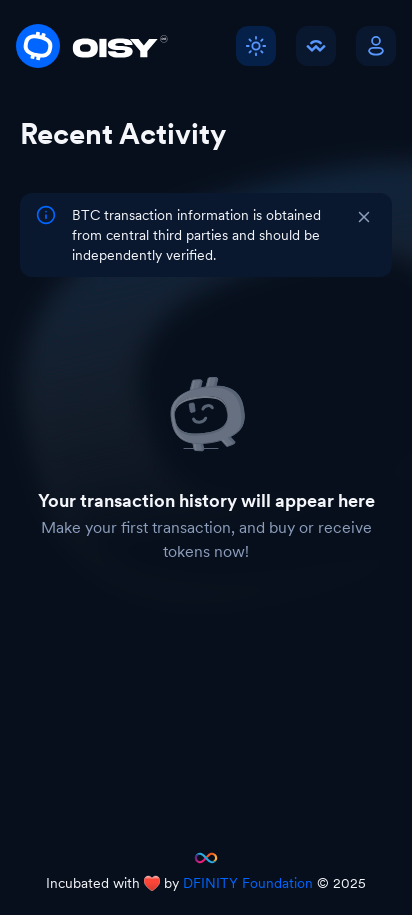 OISY
Recent Activity
BTC transaction information is obtained
from central third parties and should be
independently verified.
Your transaction history will appear here
Make your first transaction, and buy or receive
tokens now!
Incubated with ❤️ by DFINITY Foundation © 2025